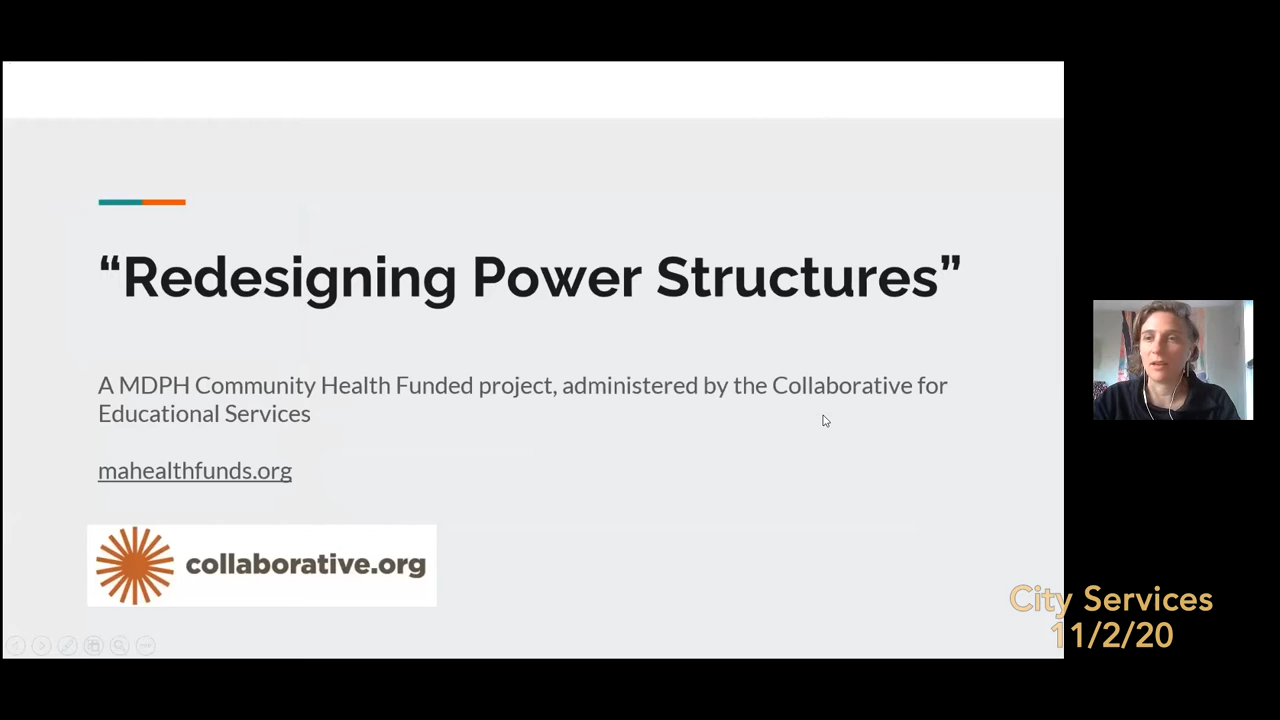 “Redesigning Power Structures”
A MDPH Community Health Funded project, administered by the Collaborative for
Educational Services
mahealthfunds.org
collaborative.org
City Services
11/2/20